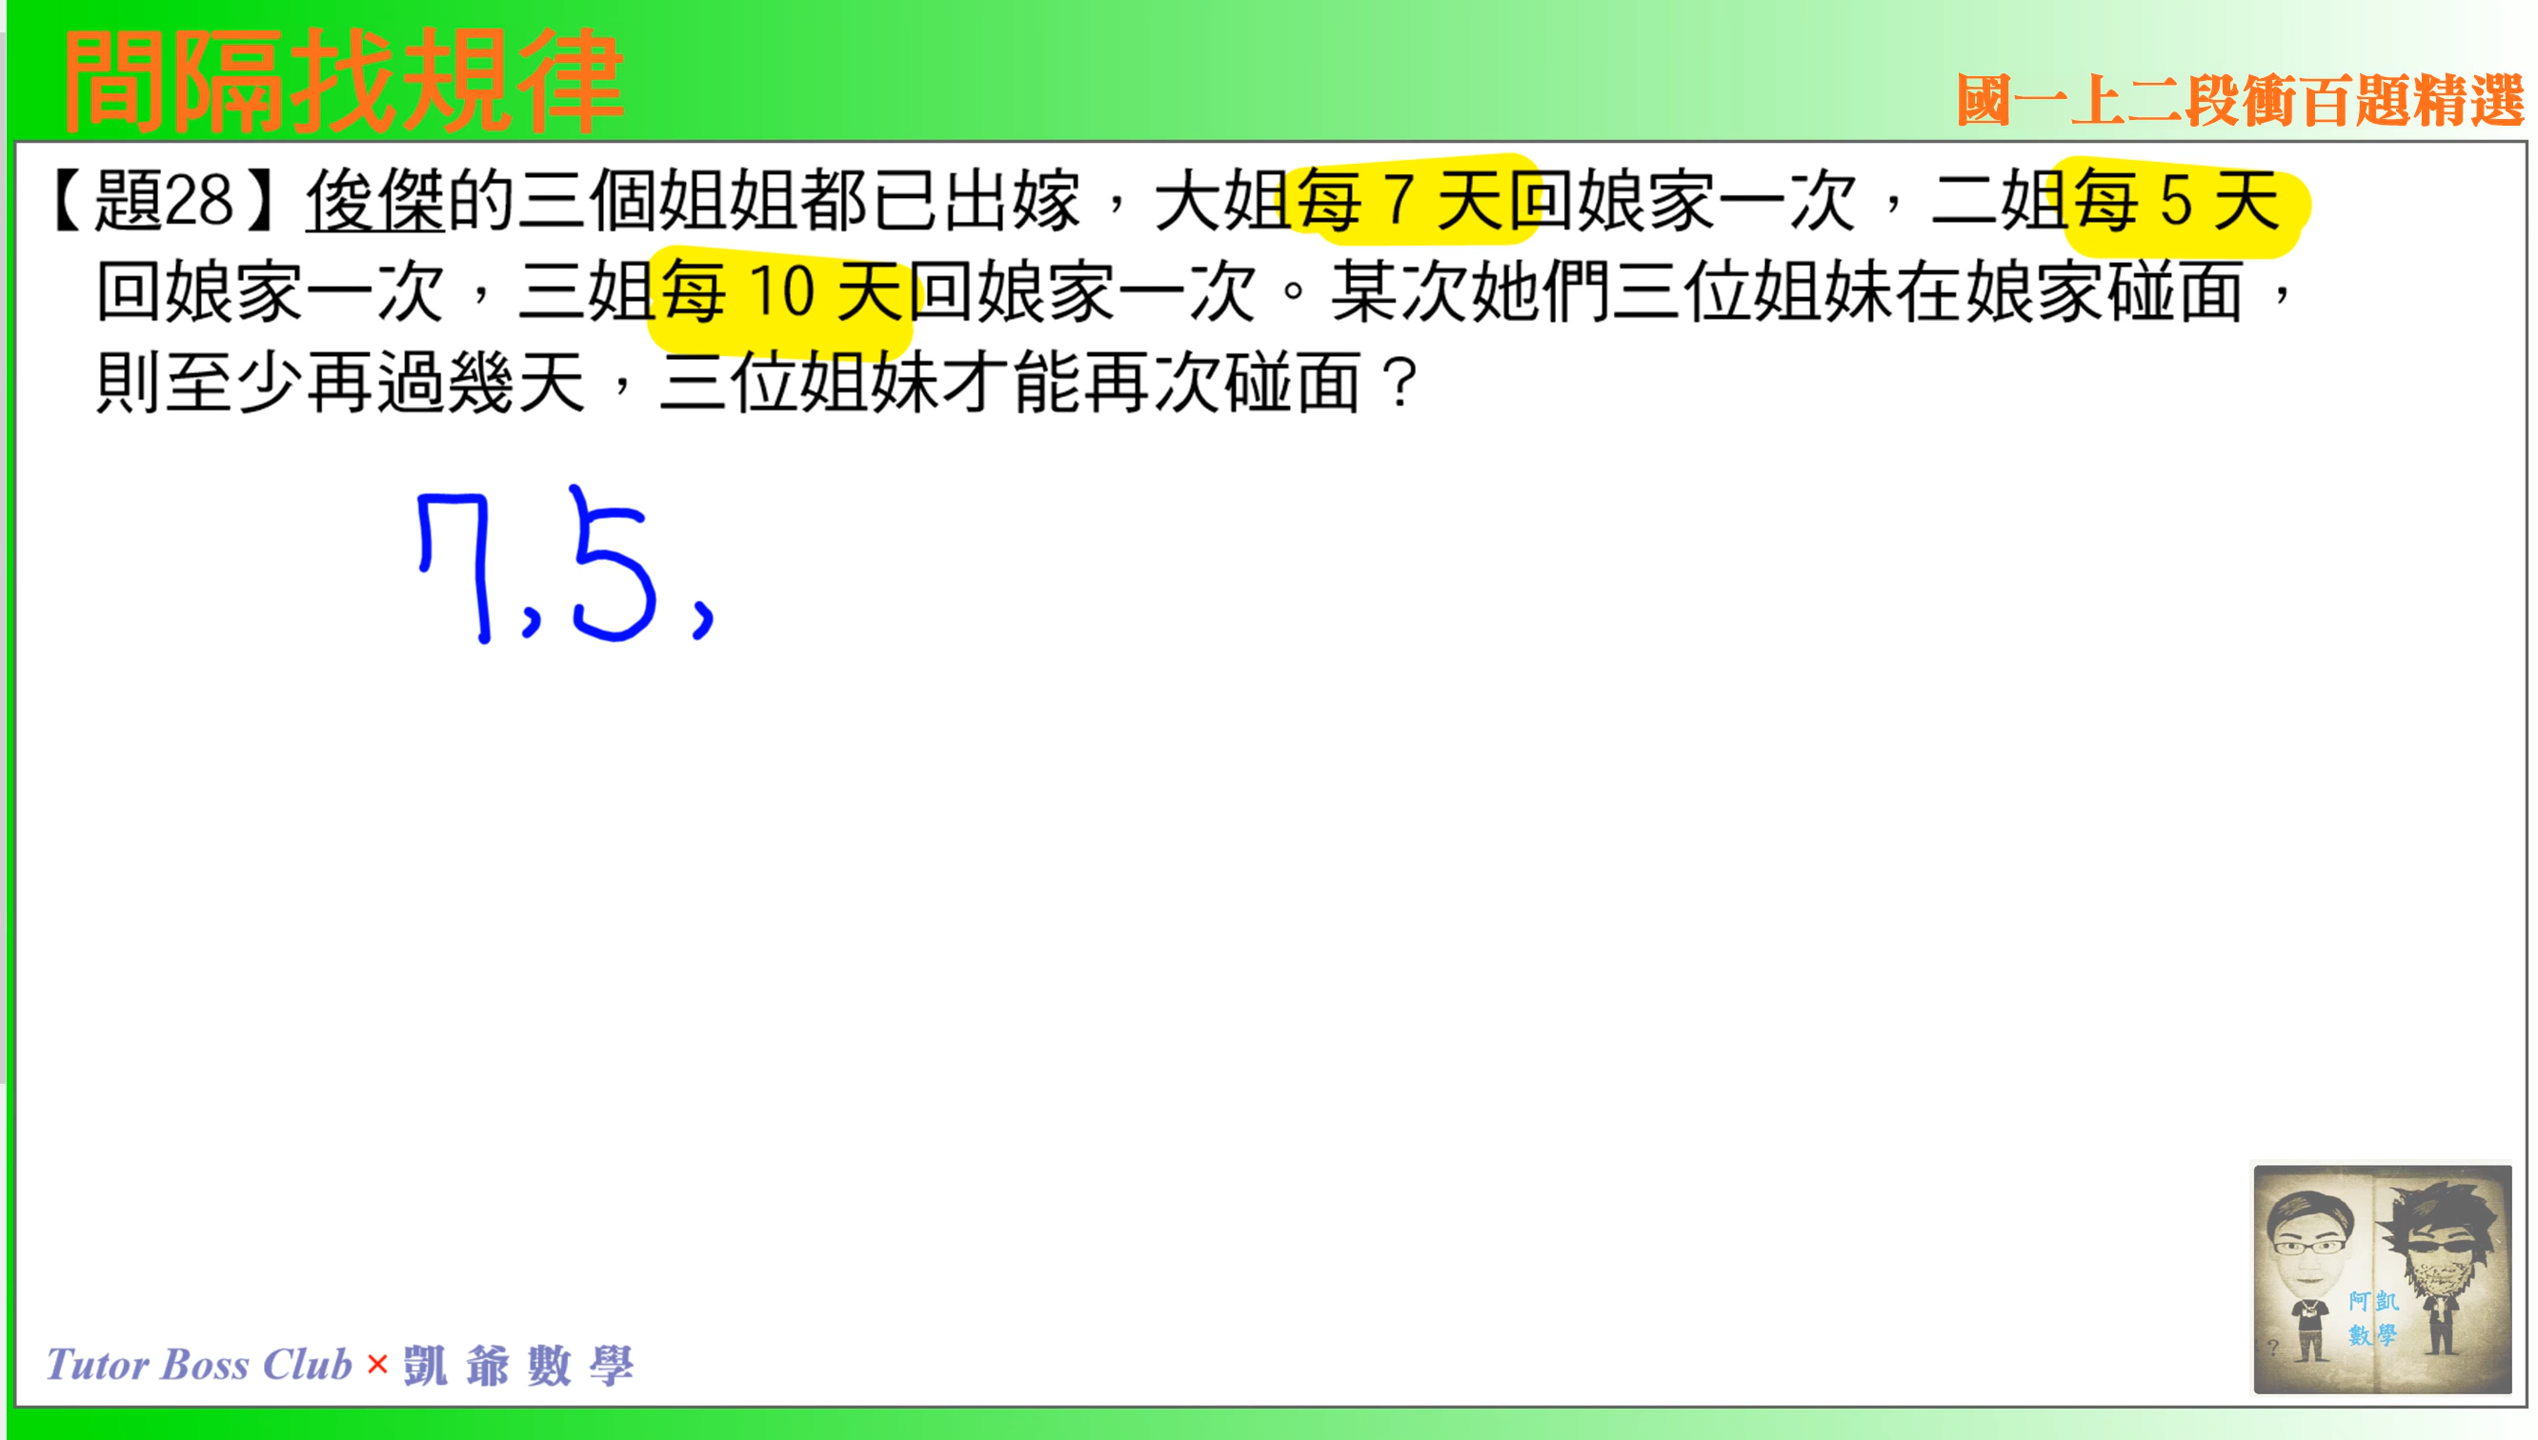 間隔找規律
國一上二段衝百題精選
【題28】俊傑的三個姐姐都已出嫁，大姐每 7 天回娘家一次，二姐每 5 天
回娘家一次，三姐每 10 天回娘家一次。某次她們三位姐妹在娘家碰面，
則至少再過幾天，三位姐妹才能再次碰面？
7,5,
阿凱
數學
?
Tutor Boss Club × 凱爺數學